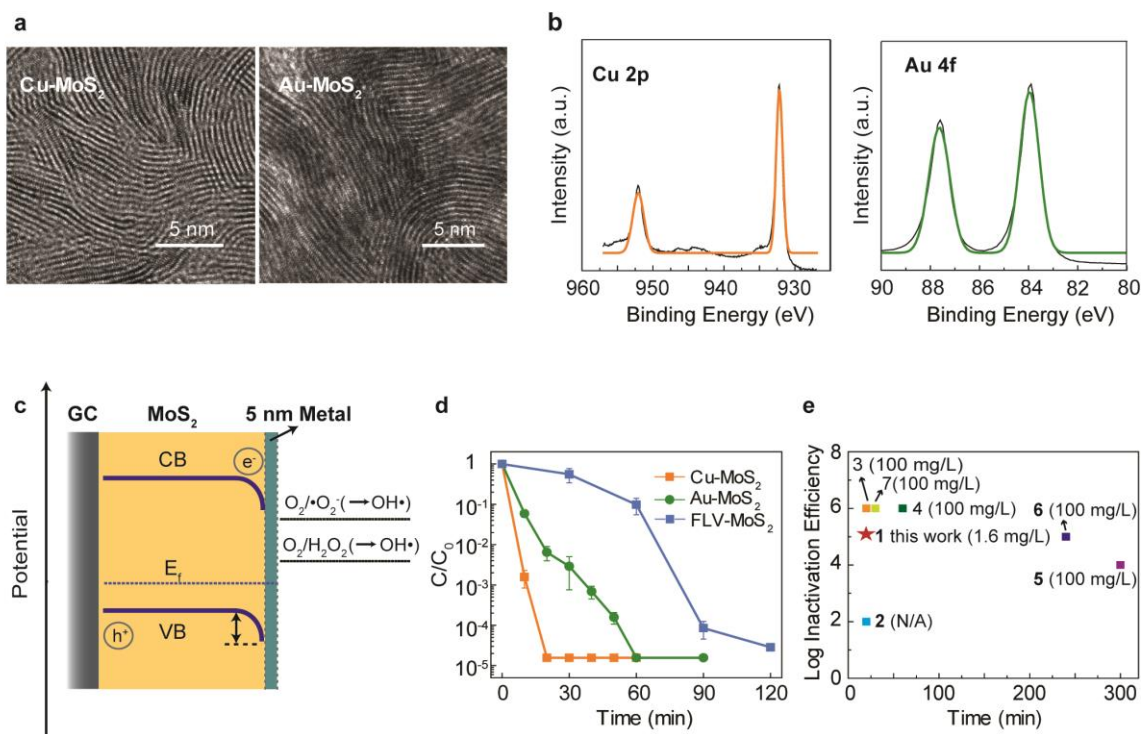 a
Cu-MoS₂
5 nm
Au-MoS₂
5 nm
b
Cu 2p
Intensity (a.u.)
960 950 940 930
Binding Energy (eV)
Au 4f
Intensity (a.u.)
90 88 86 84 82 80
Binding Energy (eV)
c
GC MoS₂ 5 nm Metal
Potential
CB
e⁻
O₂/•O₂⁻(→OH•)
O₂/H₂O₂(→OH•)
E_f
VB
h⁺
d
C/C₀
1
10⁻¹
10⁻²
10⁻³
10⁻⁴
10⁻⁵
Cu-MoS₂
Au-MoS₂
FLV-MoS₂
0 30 60 90 120
Time (min)
e
Log Inactivation Efficiency
8
6
4
2
0
3 (100 mg/L)
7(100 mg/L)
4 (100 mg/L)
6 (100 mg/L)
1 this work (1.6 mg/L)
5 (100 mg/L)
2 (N/A)
100 200 300
Time (min)